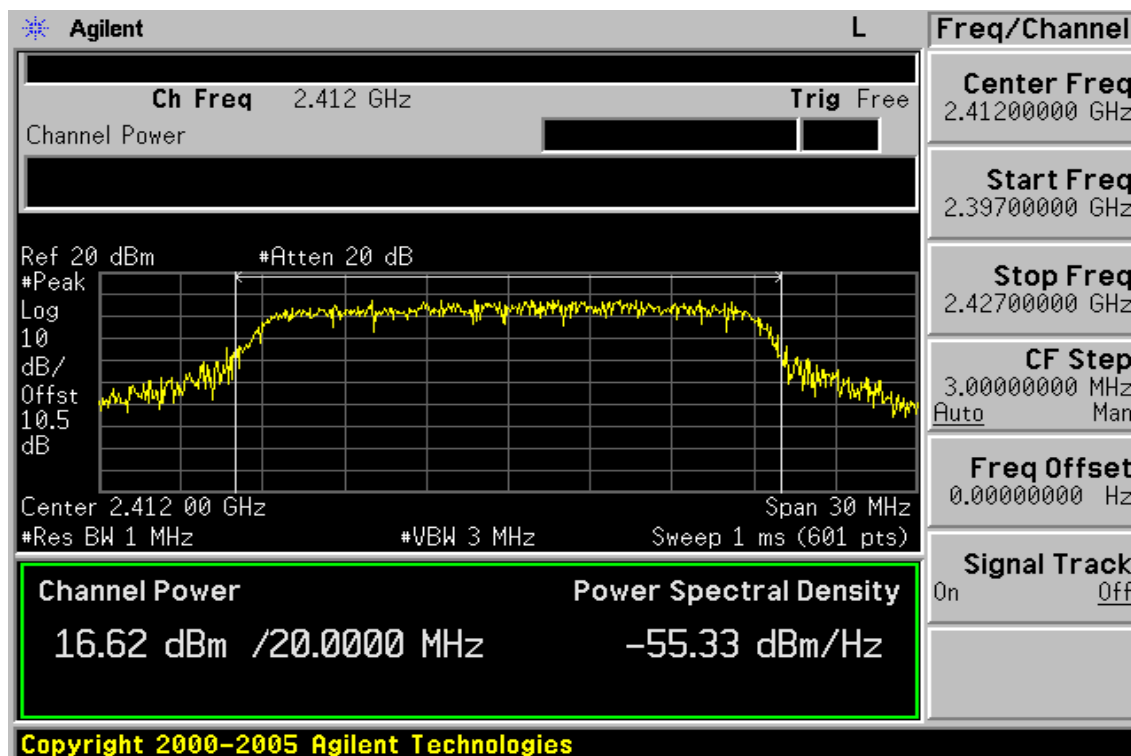 Agilent L Freq/Channel
Ch Freq 2.412 GHz Trig Free
Channel Power
Center Freq
2.41200000 GHz
Start Freq
2.39700000 GHz
Stop Freq
2.42700000 GHz
CF Step
3.00000000 MHz
Auto Man
Freq Offset
0.00000000 Hz
Signal Track
On Off
Ref 20 dBm #Atten 20 dB
#Peak
Log
10
dB/
Offst
10.5
dB
Center 2.412 00 GHz Span 30 MHz
#Res BW 1 MHz #VBW 3 MHz Sweep 1 ms (601 pts)
Channel Power Power Spectral Density
16.62 dBm /20.0000 MHz -55.33 dBm/Hz
Copyright 2000-2005 Agilent Technologies